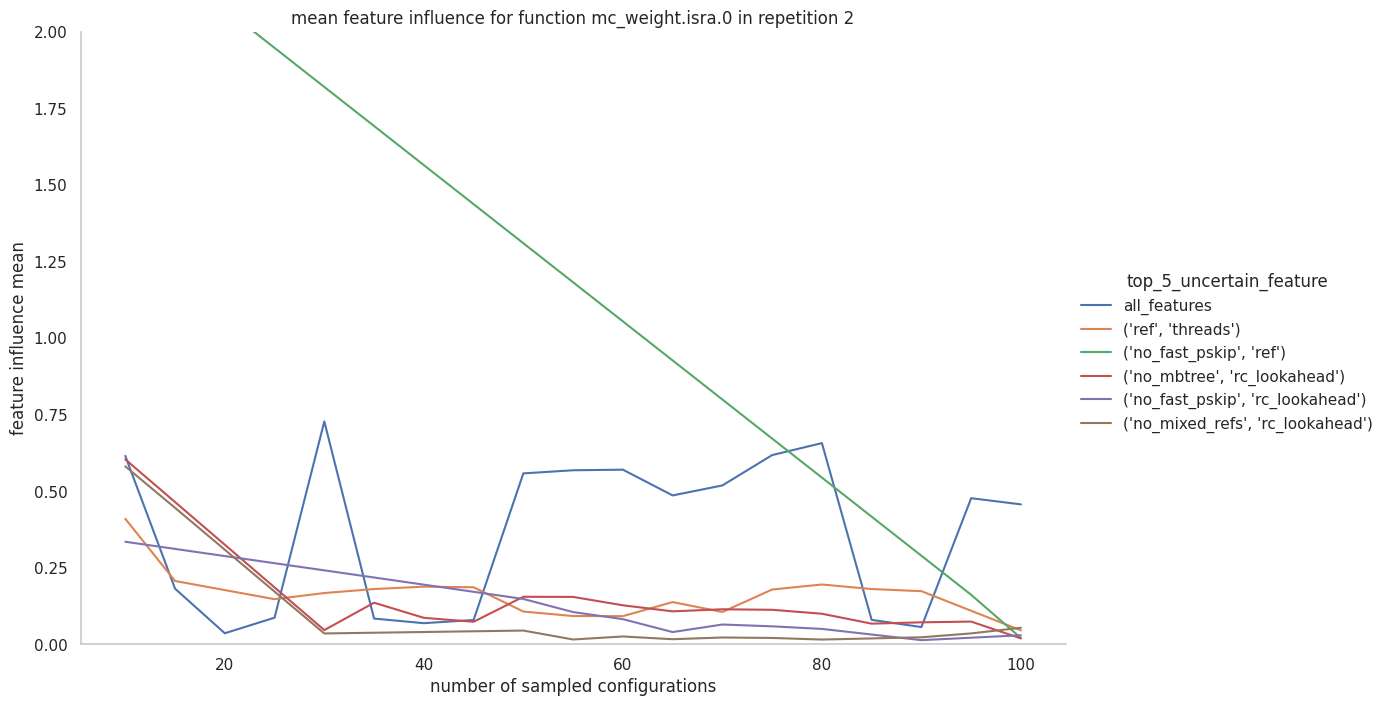 mean feature influence for function mc_weight.isra.0 in repetition 2
2.00
1.75
1.50
1.25
1.00
0.75
0.50
0.25
0.00
feature influence mean
20
40
60
80
100
number of sampled configurations
top_5_uncertain_feature
all_features
('ref', 'threads')
('no_fast_pskip', 'ref')
('no_mbtree', 'rc_lookahead')
('no_fast_pskip', 'rc_lookahead')
('no_mixed_refs', 'rc_lookahead')